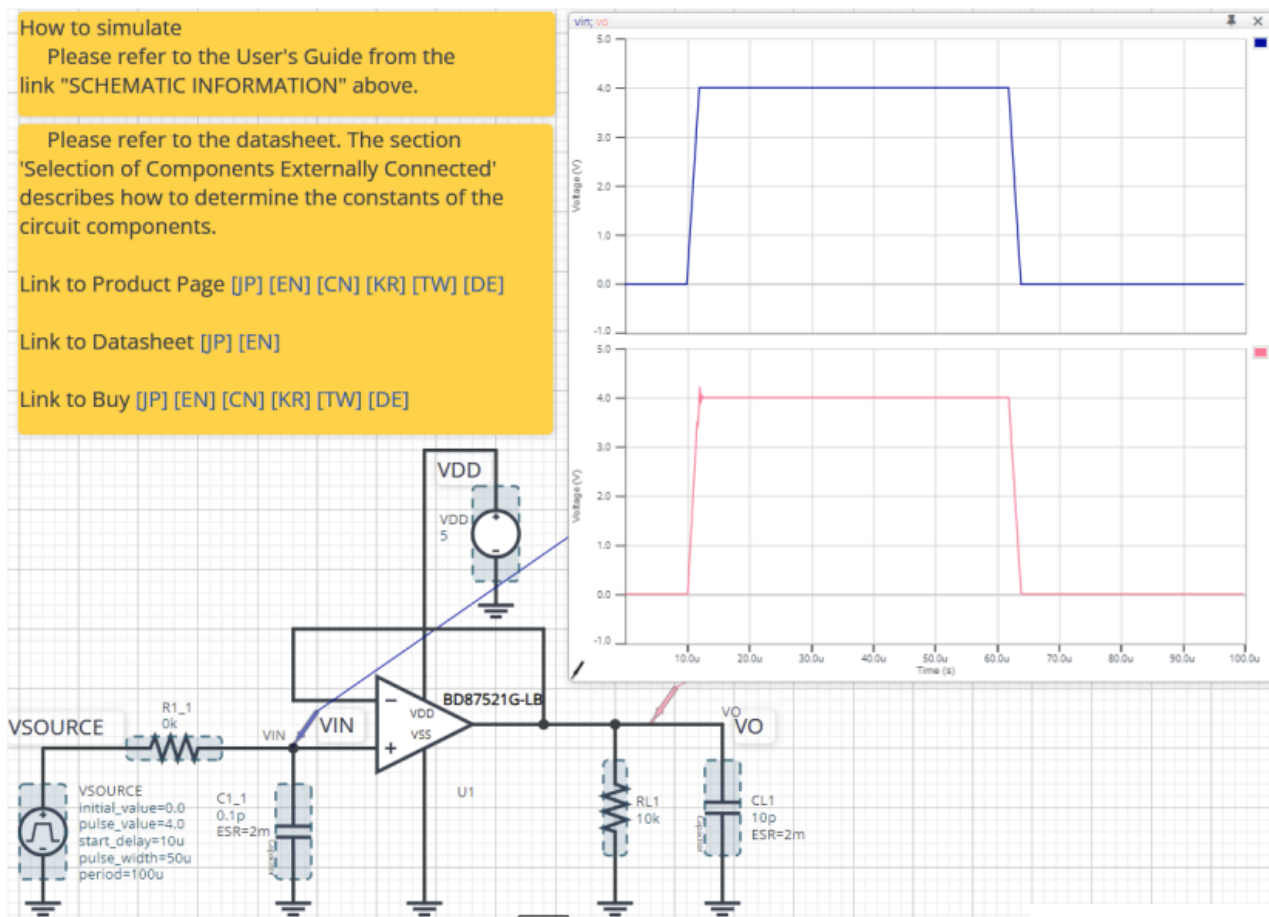 How to simulate
Please refer to the User's Guide from the
link "SCHEMATIC INFORMATION" above.
Please refer to the datasheet. The section
'Selection of Components Externally Connected'
describes how to determine the constants of the
circuit components.
Link to Product Page [JP] [EN] [CN] [KR] [TW] [DE]
Link to Datasheet [JP] [EN]
Link to Buy [JP] [EN] [CN] [KR] [TW] [DE]
vin; vo
5.0
4.0
3.0
2.0
1.0
0.0
-1.0
Voltage (V)
5.0
4.0
3.0
2.0
1.0
0.0
-1.0
Voltage (V)
10.0u 20.0u 30.0u 40.0u 50.0u 60.0u 70.0u 80.0u 90.0u 100.0u
Time (s)
VDD
VDD
5
BD87521G-LB
VDD
VSS
U1
R1_1
0k
VSOURCE
VIN
VIN
VO
VO
VSOURCE
initial_value=0.0
pulse_value=4.0
start_delay=10u
pulse_width=50u
period=100u
C1_1
0.1p
ESR=2m
RL1
10k
CL1
10p
ESR=2m